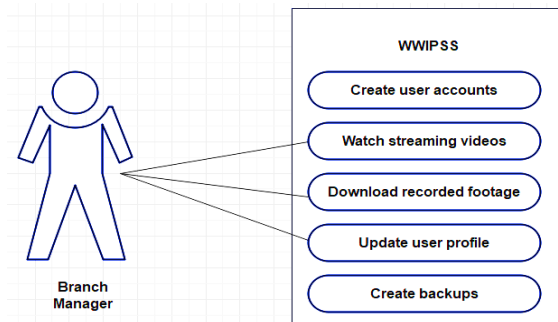 WWIPSS
Create user accounts
Watch streaming videos
Download recorded footage
Update user profile
Create backups
Branch
Manager